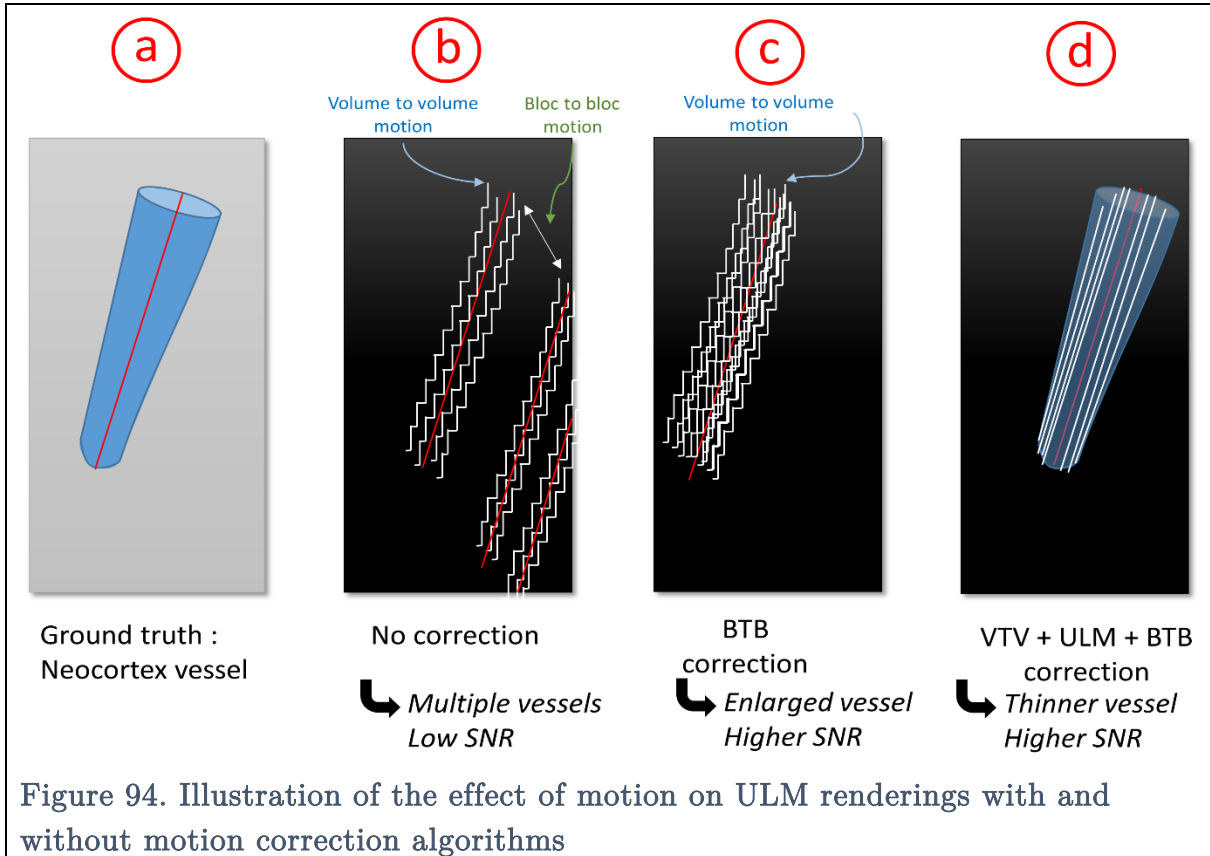 a
b
c
d
Volume to volume
motion
Bloc to bloc
motion
Volume to volume
motion
Ground truth :
Neocortex vessel
No correction
Multiple vessels
Low SNR
BTB
correction
Enlarged vessel
Higher SNR
VTV + ULM + BTB
correction
Thinner vessel
Higher SNR
Figure 94. Illustration of the effect of motion on ULM renderings with and
without motion correction algorithms